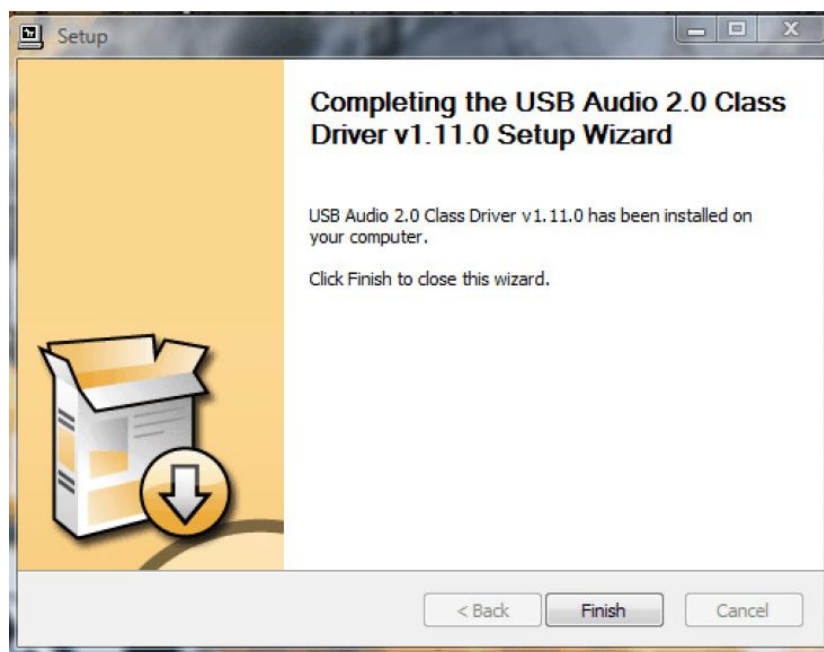 Setup
Completing the USB Audio 2.0 Class
Driver v1.11.0 Setup Wizard
USB Audio 2.0 Class Driver v1.11.0 has been installed on
your computer.
Click Finish to close this wizard.
< Back
Finish
Cancel